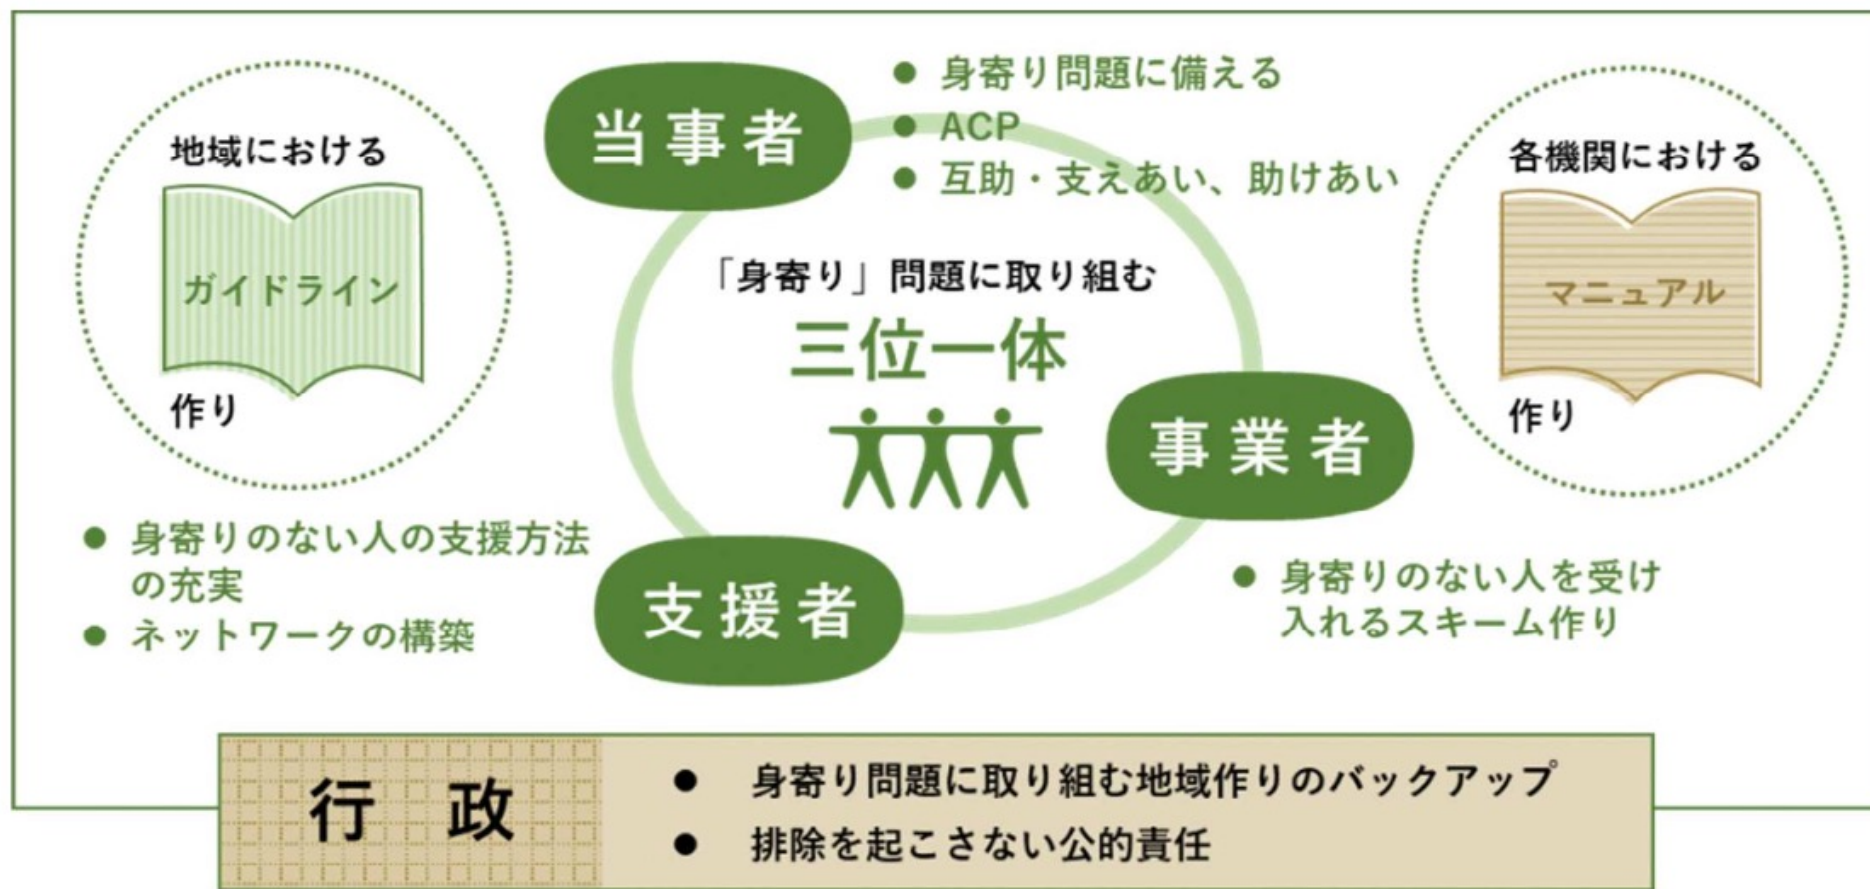 地域における
ガイドライン
作り
当事者
● 身寄り問題に備える
● ACP
● 互助・支えあい、助けあい
各機関における
マニュアル
作り
「身寄り」問題に取り組む
三位一体
事業者
● 身寄りのない人を受け
入れるスキーム作り
支援者
● 身寄りのない人の支援方法
の充実
● ネットワークの構築
行 政
● 身寄り問題に取り組む地域作りのバックアップ
● 排除を起こさない公的責任